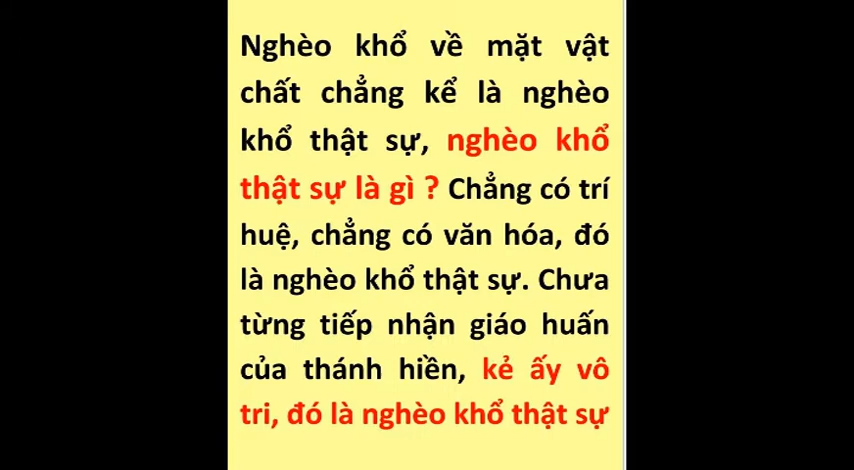 Nghèo khổ về mặt vật
chất chẳng kể là nghèo
khổ thật sự, nghèo khổ
thật sự là gì ? Chẳng có trí
huệ, chẳng có văn hóa, đó
là nghèo khổ thật sự. Chưa
từng tiếp nhận giáo huấn
của thánh hiền, kẻ ấy vô
tri, đó là nghèo khổ thật sự